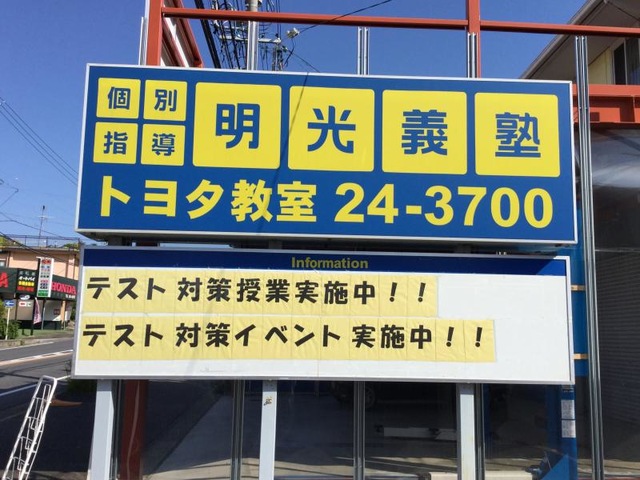 個別
指導
明光義塾
トヨタ教室 24-3700
Information
テスト対策授業実施中!!
テスト対策イベント実施中!!
HONDA